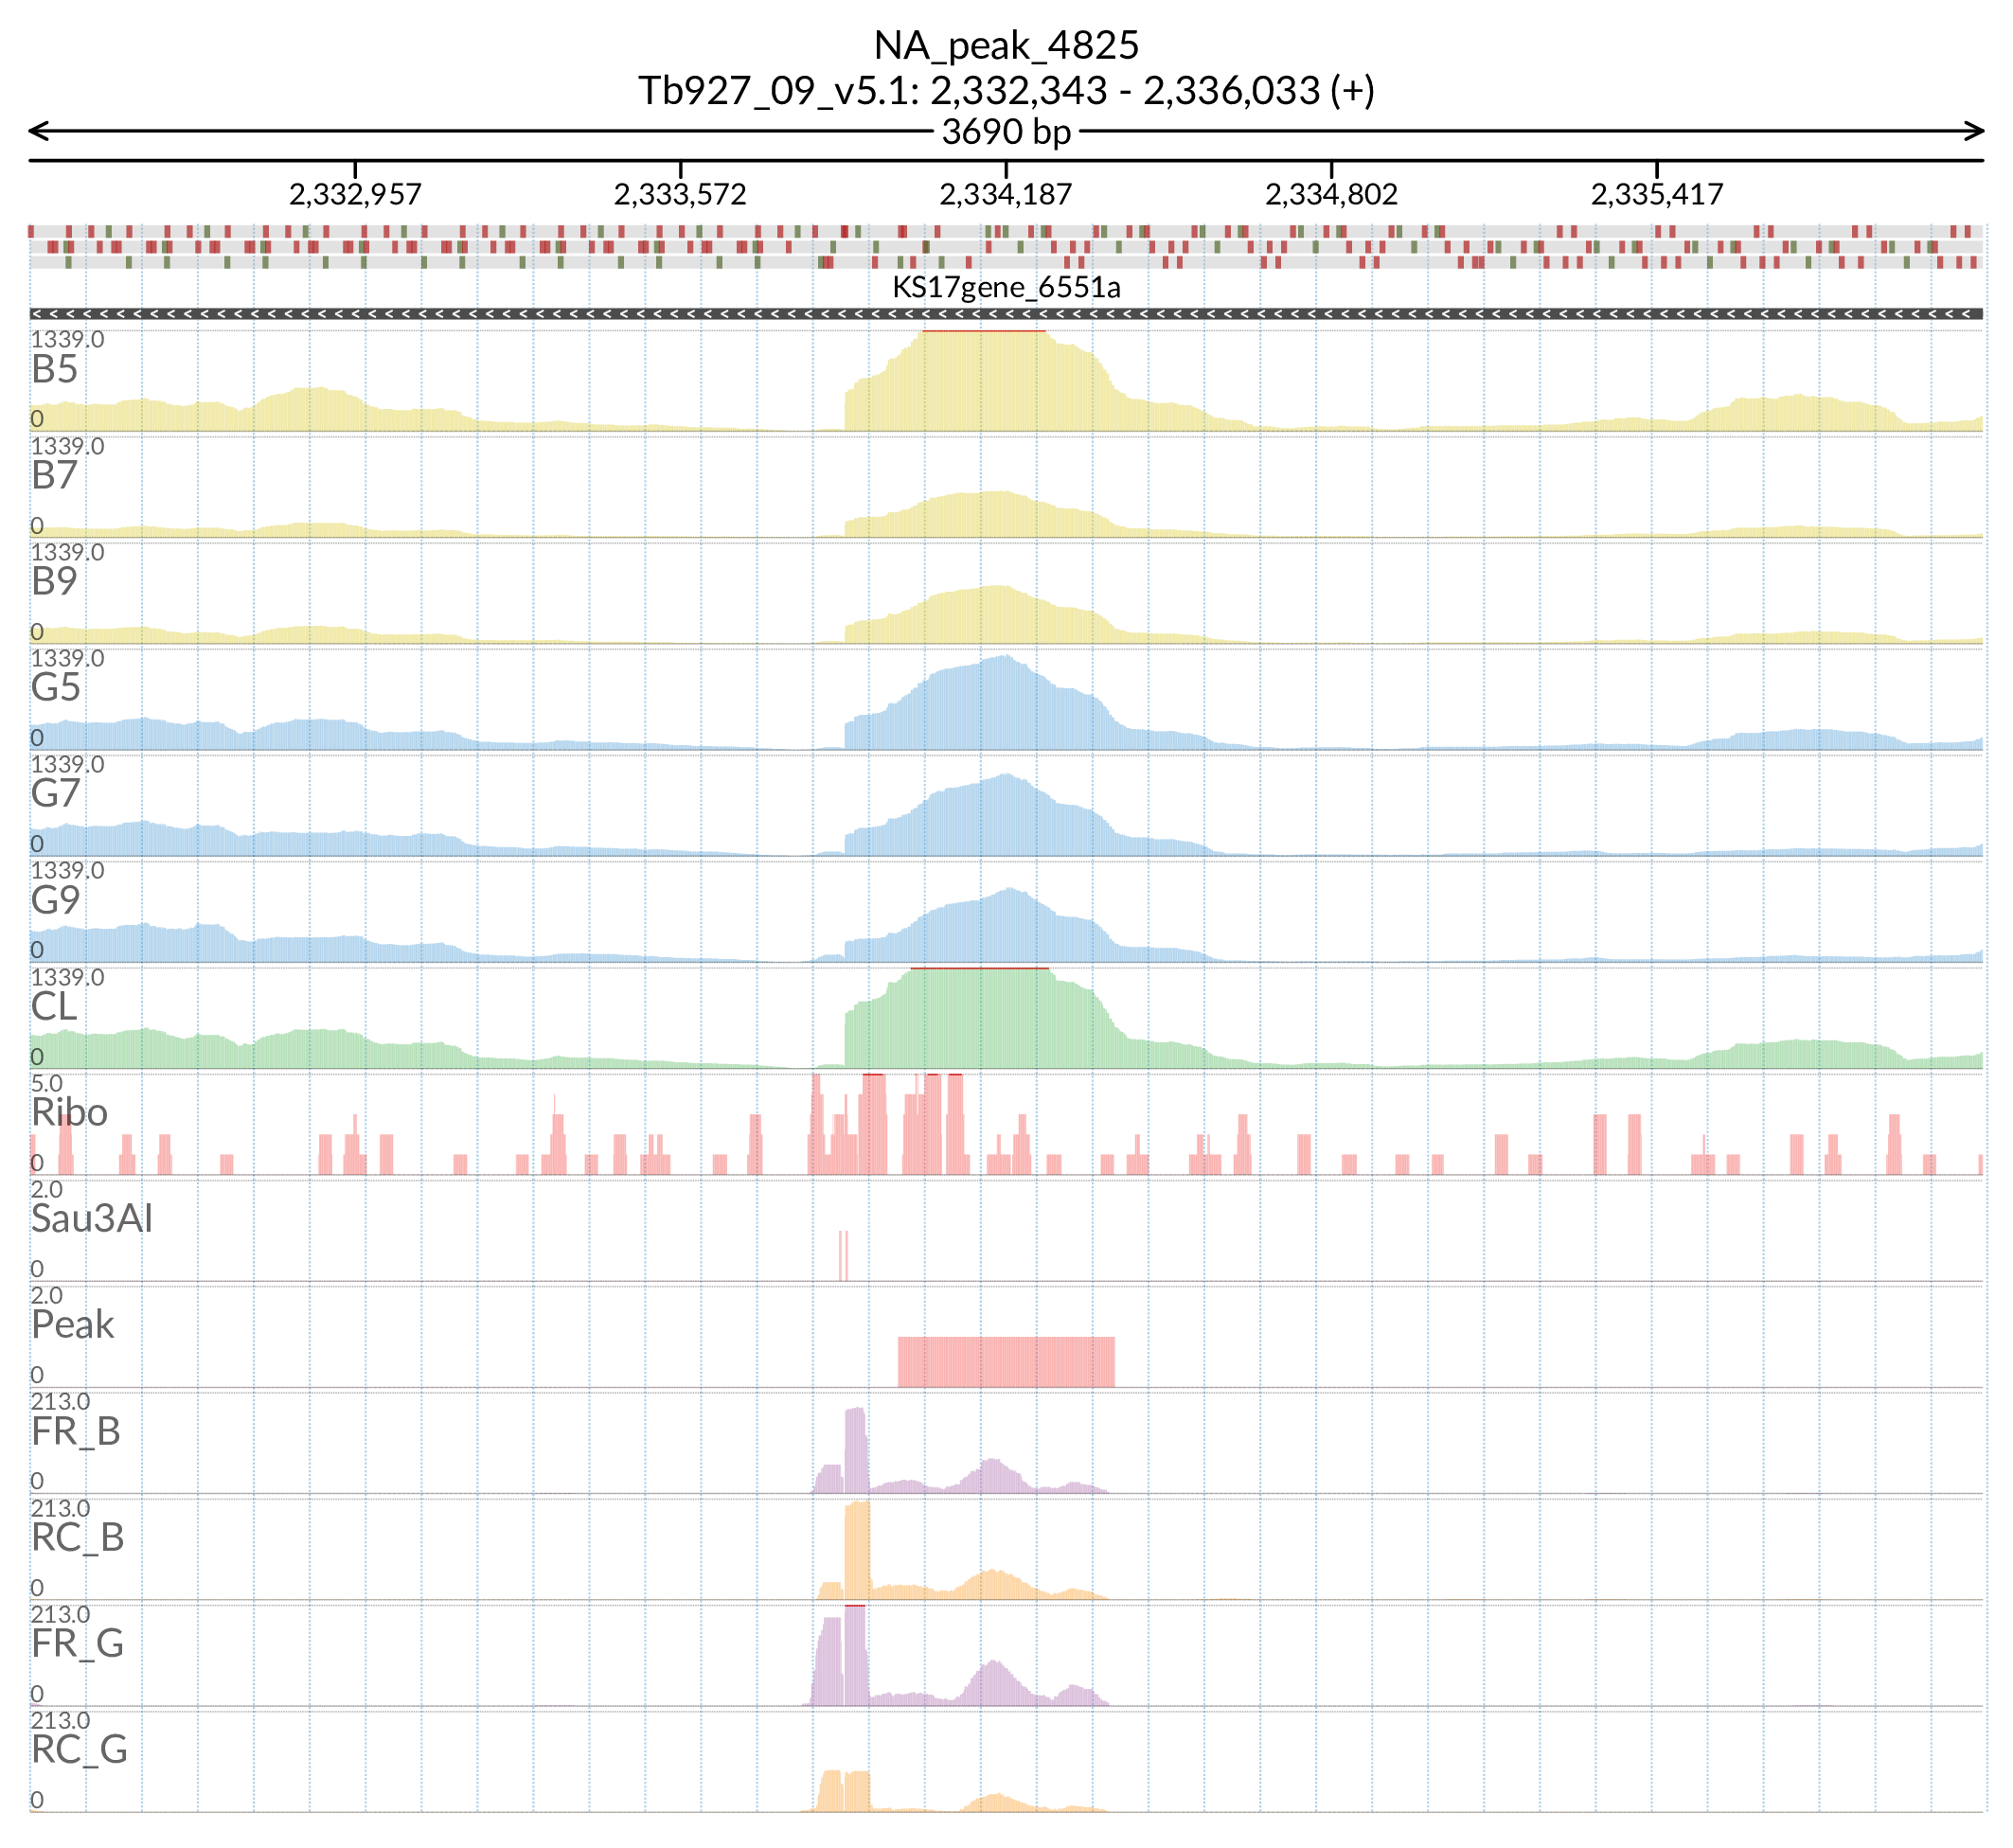 NA_peak_4825
Tb927_09_v5.1: 2,332,343 - 2,336,033 (+)
3690 bp
2,332,957 2,333,572 2,334,187 2,334,802 2,335,417
KS17gene_6551a
1339.0
B5
0
1339.0
B7
0
1339.0
B9
0
1339.0
G5
0
1339.0
G7
0
1339.0
G9
0
1339.0
CL
0
5.0
Ribo
0
2.0
Sau3AI
0
2.0
Peak
0
213.0
FR_B
0
213.0
RC_B
0
213.0
FR_G
0
213.0
RC_G
0